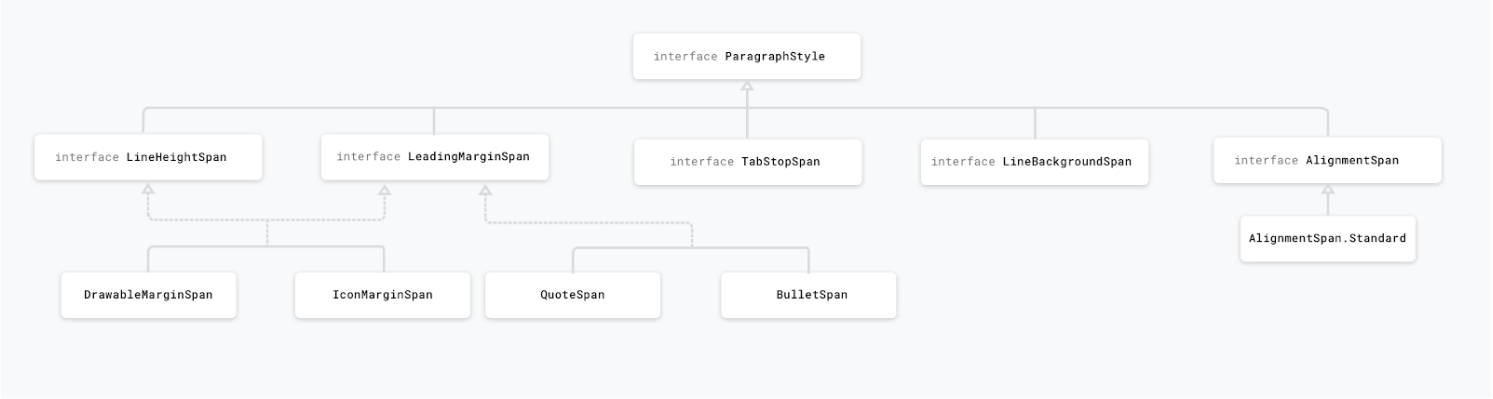 interface ParagraphStyle
interface LineHeightSpan
interface LeadingMarginSpan
interface TabStopSpan
interface LineBackgroundSpan
interface AlignmentSpan
AlignmentSpan.Standard
DrawableMarginSpan
IconMarginSpan
QuoteSpan
BulletSpan